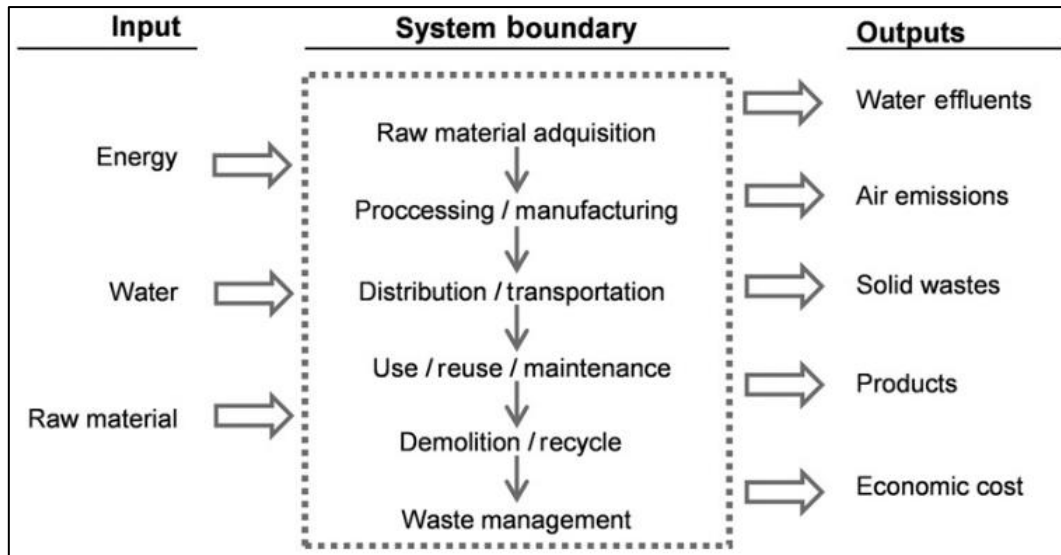 Input
System boundary
Outputs
Energy
Water
Raw material
Raw material adquisition
Proccessing / manufacturing
Distribution / transportation
Use / reuse / maintenance
Demolition / recycle
Waste management
Water effluents
Air emissions
Solid wastes
Products
Economic cost